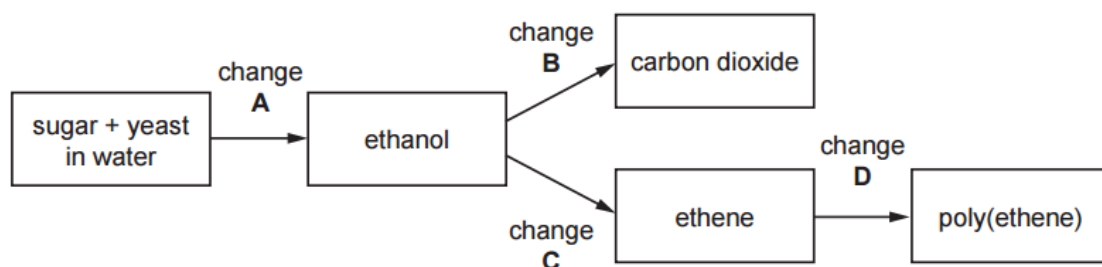 change
A
change
B
carbon dioxide
sugar + yeast
in water
ethanol
change
C
ethene
change
D
poly(ethene)